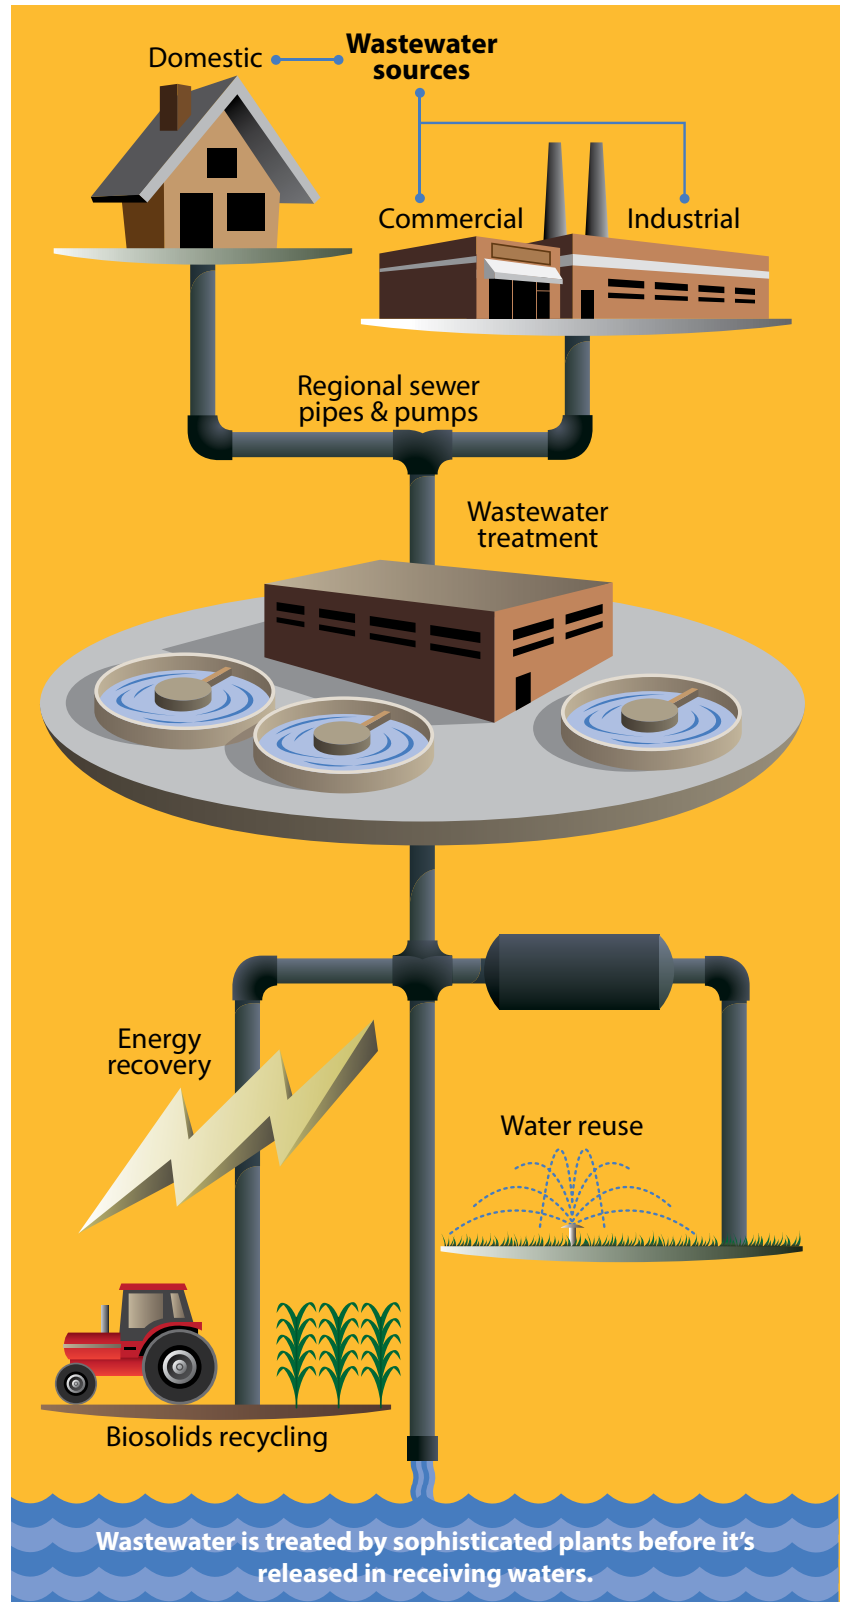 Domestic
Wastewater
sources
Commercial
Industrial
Regional sewer
pipes & pumps
Wastewater
treatment
Energy
recovery
Water reuse
Biosolids recycling
Wastewater is treated by sophisticated plants before it’s
released in receiving waters.